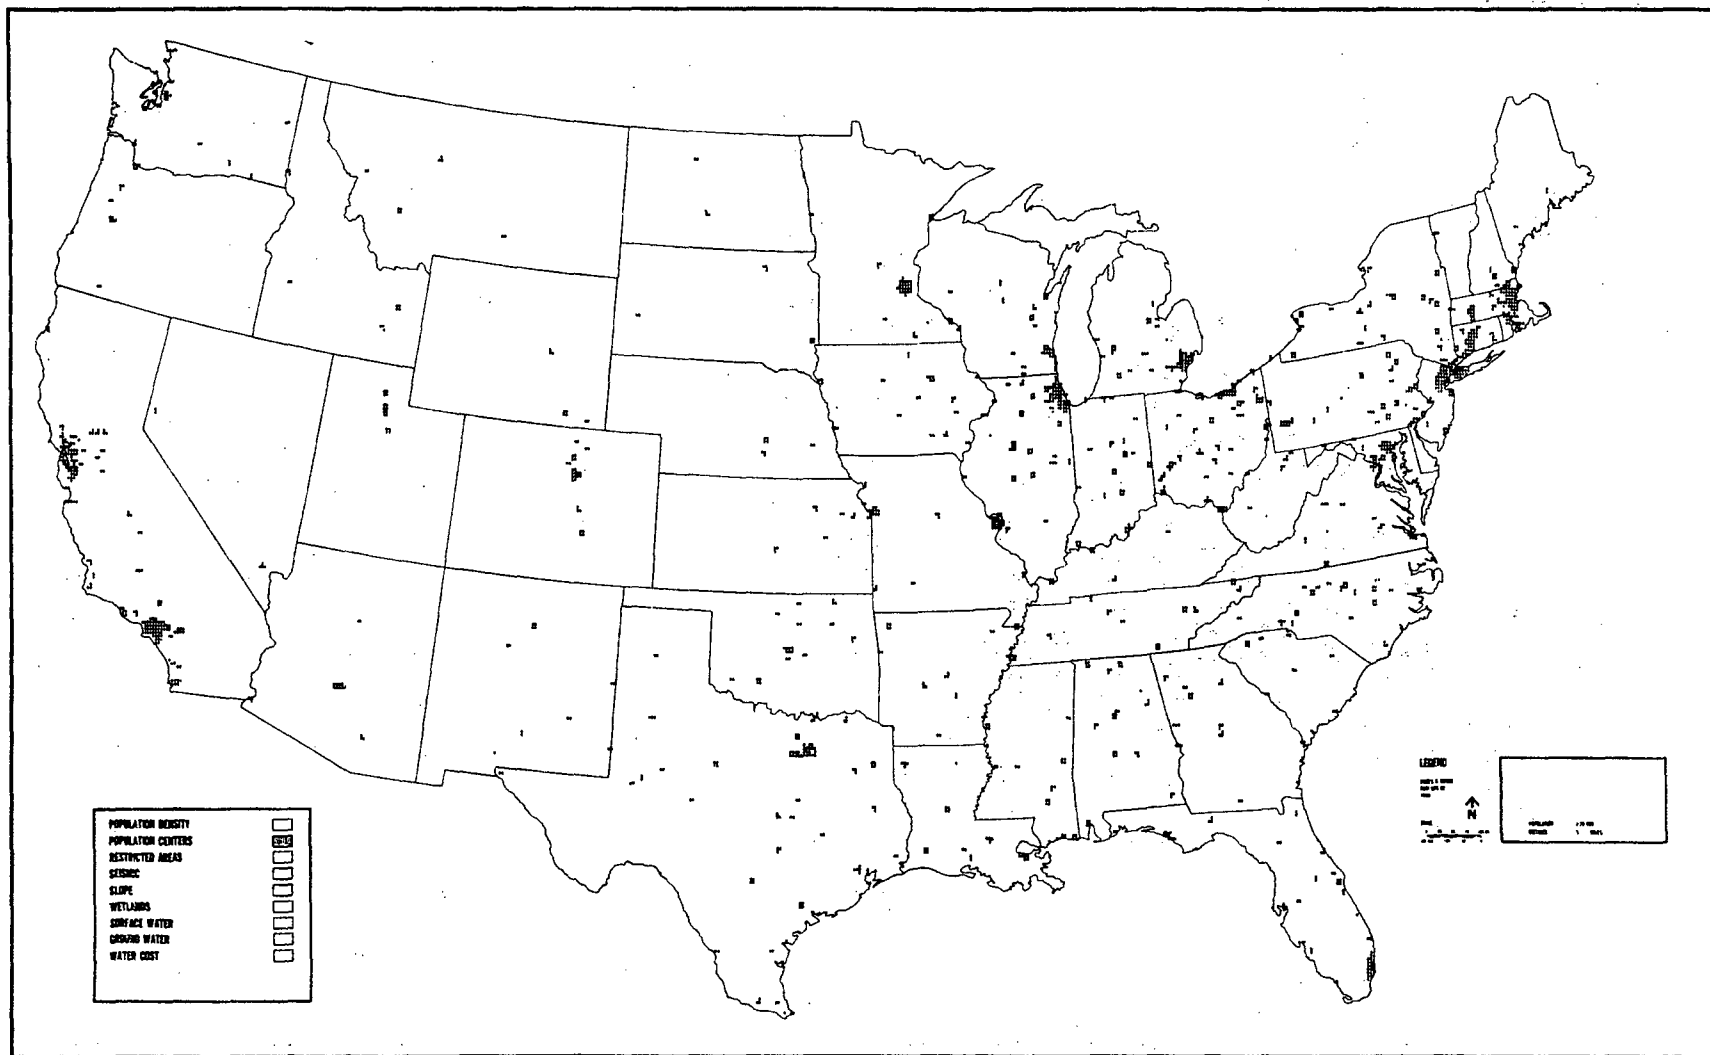 POPULATION DENSITY
POPULATION CENTERS
RESTRICTED AREAS
SEISMIC
SLOPE
WETLANDS
SURFACE WATER
GROUND WATER
WATER COST
LEGEND
N